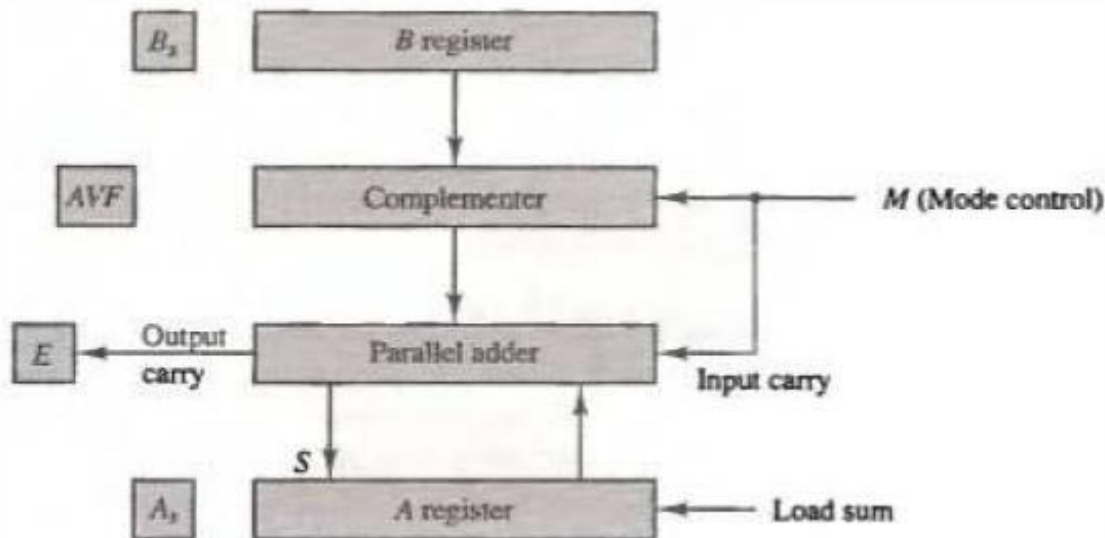 Bs B register
AVF Complementer M (Mode control)
E Output carry Parallel adder
Input carry
S
As A register Load sum